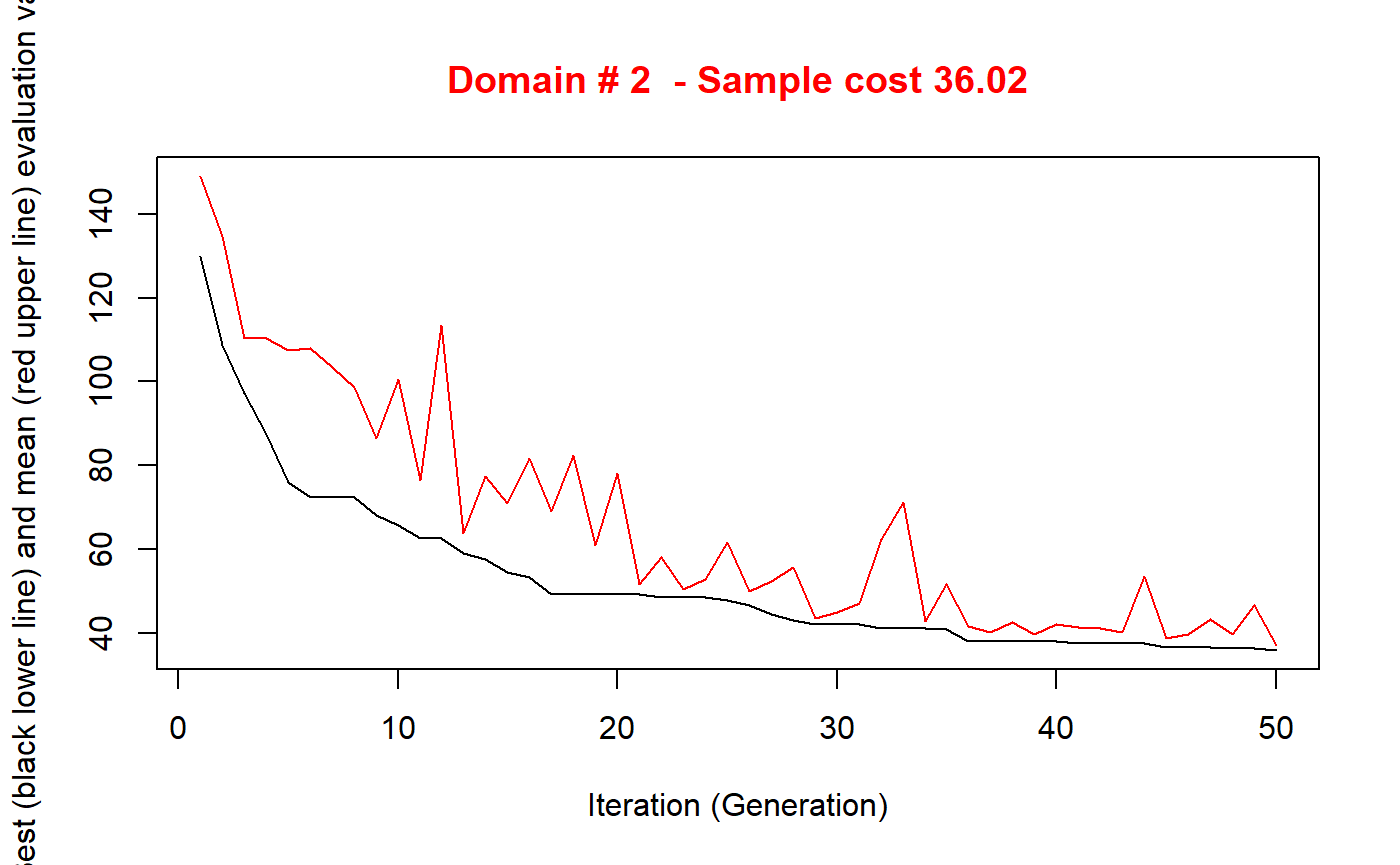 Domain # 2 - Sample cost 36.02
(black lower line) and mean (red upper line) evaluation
140
120
100
80
60
40
0 10 20 30 40 50
Iteration (Generation)